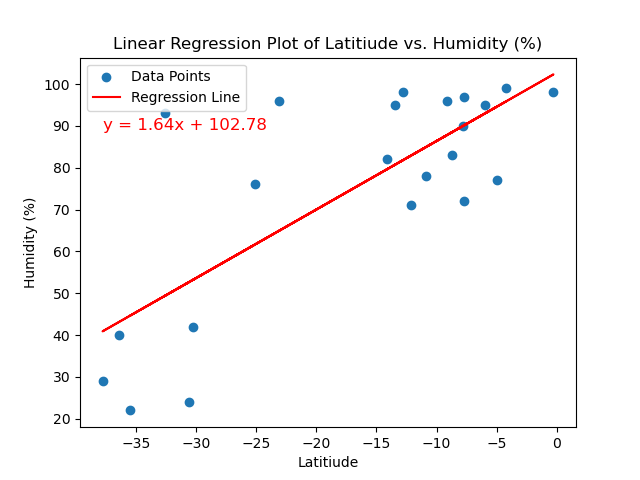 Linear Regression Plot of Latitiude vs. Humidity (%)
Data Points
Regression Line
y = 1.64x + 102.78
Humidity (%)
100
90
80
70
60
50
40
30
20
−35 −30 −25 −20 −15 −10 −5 0
Latitiude